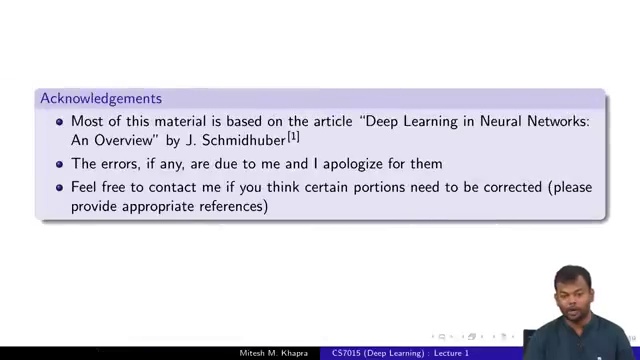 Acknowledgements
Most of this material is based on the article “Deep Learning in Neural Networks:
An Overview” by J. Schmidhuber[1]
The errors, if any, are due to me and I apologize for them
Feel free to contact me if you think certain portions need to be corrected (please
provide appropriate references)
Mitesh M. Khapra CS7015 (Deep Learning) : Lecture 1